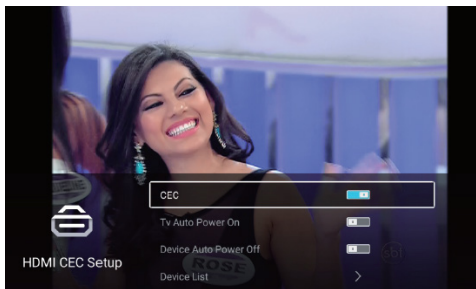 CEC
Tv Auto Power On
Device Auto Power Off
HDMI CEC Setup
ROSE
Device List